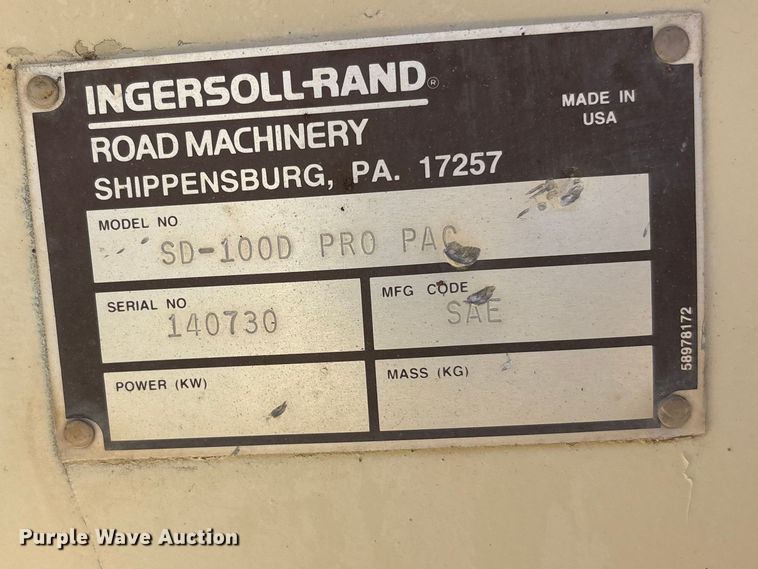 INGERSOLL-RAND®
MADE IN
USA
ROAD MACHINERY
SHIPPENSBURG, PA. 17257
MODEL NO
SD-100D PRO PAC
SERIAL NO
140730
MFG CODE
SAE
POWER (KW)
MASS (KG)
58978172
Purple Wave Auction